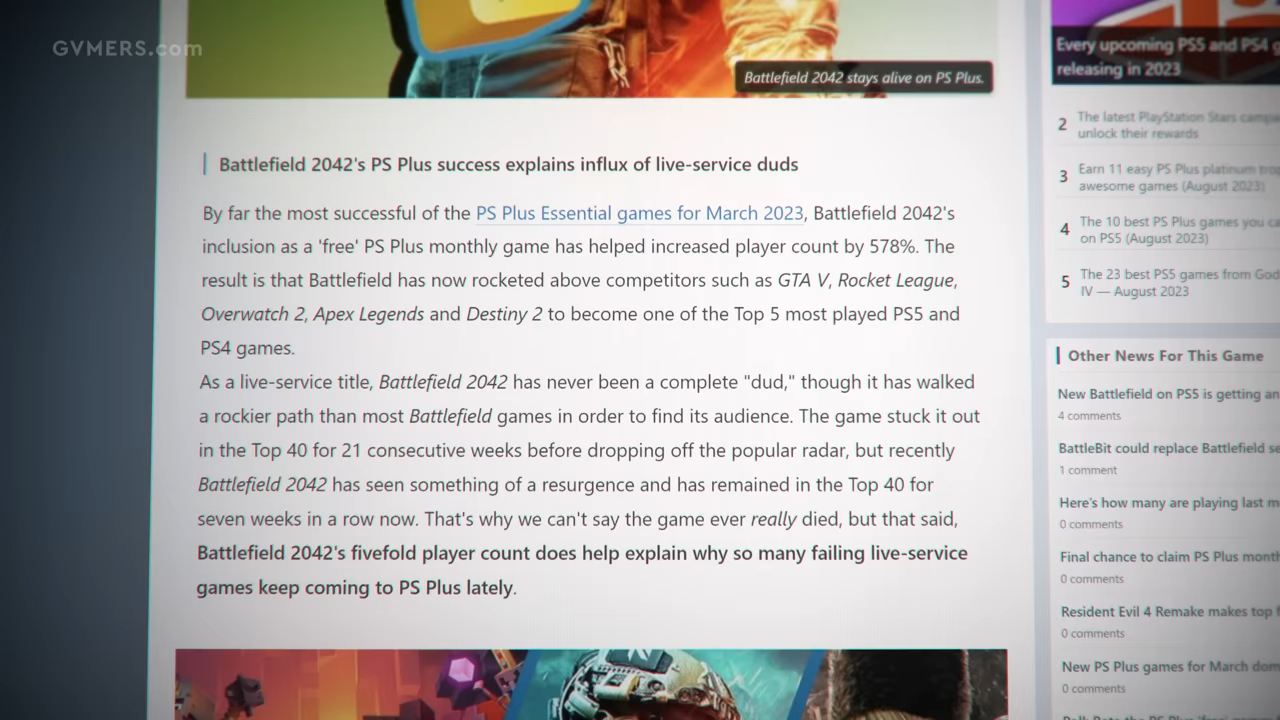 GVMERS.com
Battlefield 2042 stays alive on PS Plus.
Battlefield 2042's PS Plus success explains influx of live-service duds
By far the most successful of the PS Plus Essential games for March 2023, Battlefield 2042's
inclusion as a 'free' PS Plus monthly game has helped increased player count by 578%. The
result is that Battlefield has now rocketed above competitors such as GTA V, Rocket League,
Overwatch 2, Apex Legends and Destiny 2 to become one of the Top 5 most played PS5 and
PS4 games.
As a live-service title, Battlefield 2042 has never been a complete "dud," though it has walked
a rockier path than most Battlefield games in order to find its audience. The game stuck it out
in the Top 40 for 21 consecutive weeks before dropping off the popular radar, but recently
Battlefield 2042 has seen something of a resurgence and has remained in the Top 40 for
seven weeks in a row now. That's why we can't say the game ever really died, but that said,
Battlefield 2042's fivefold player count does help explain why so many failing live-service
games keep coming to PS Plus lately.
Every upcoming PS5 and PS4
releasing in 2023
2 The latest PlayStation Stars
unlock their rewards
3 Earn 11 easy PS Plus platinum
awesome games (August 2023)
4 The 10 best PS Plus games you
on PS5 (August 2023)
5 The 23 best PS5 games from God
IV — August 2023
Other News For This Game
New Battlefield on PS5 is getting an
4 comments
BattleBit could replace Battlefield
1 comment
Here's how many are playing last
0 comments
Final chance to claim PS Plus
0 comments
Resident Evil 4 Remake makes top
0 comments
New PS Plus games for March
0 comments